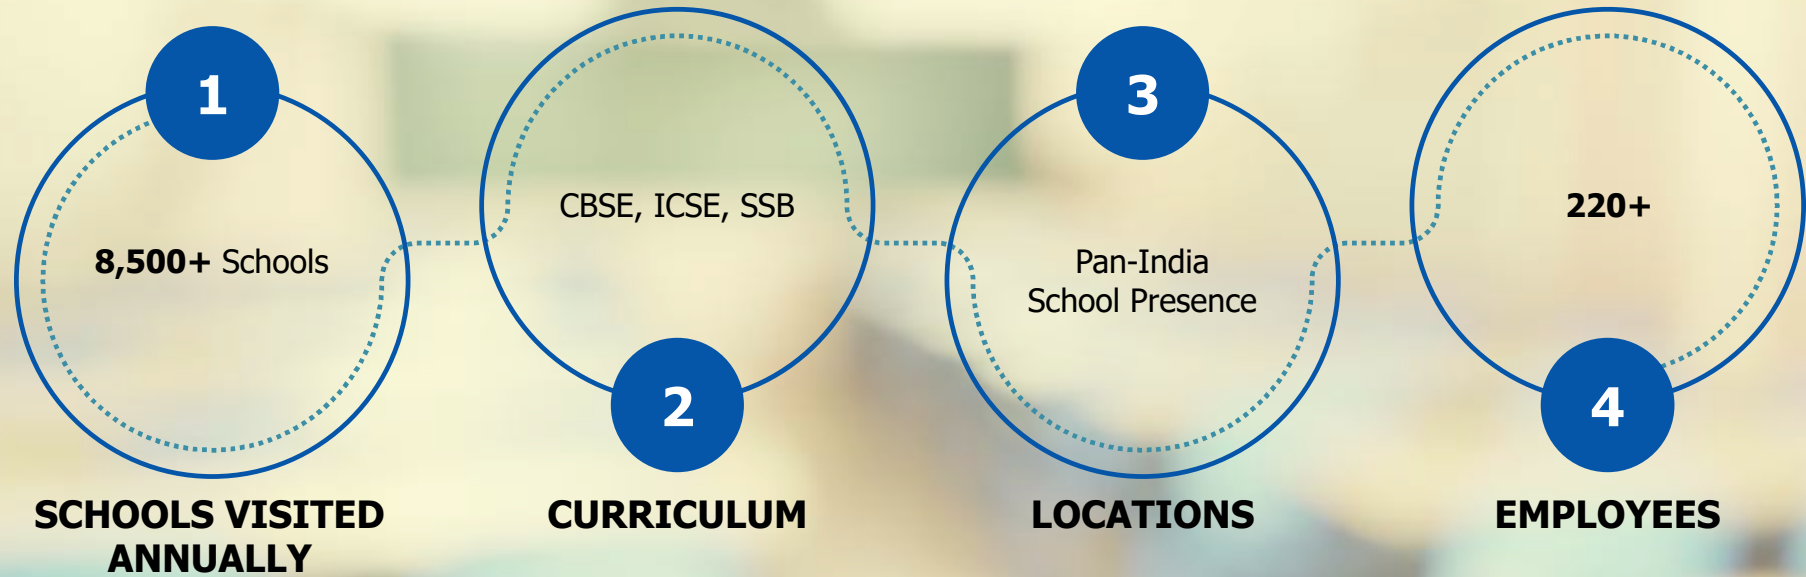 1
8,500+ Schools
SCHOOLS VISITED
ANNUALLY
CBSE, ICSE, SSB
2
CURRICULUM
3
Pan-India
School Presence
LOCATIONS
220+
4
EMPLOYEES